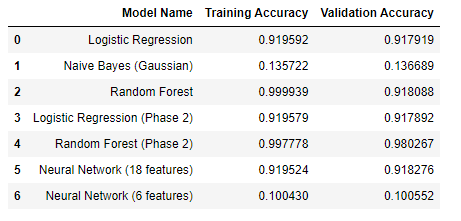 Model Name Training Accuracy Validation Accuracy
0 Logistic Regression 0.919592 0.917919
1 Naive Bayes (Gaussian) 0.135722 0.136689
2 Random Forest 0.999939 0.918088
3 Logistic Regression (Phase 2) 0.919579 0.917892
4 Random Forest (Phase 2) 0.997778 0.980267
5 Neural Network (18 features) 0.919524 0.918276
6 Neural Network (6 features) 0.100430 0.100552